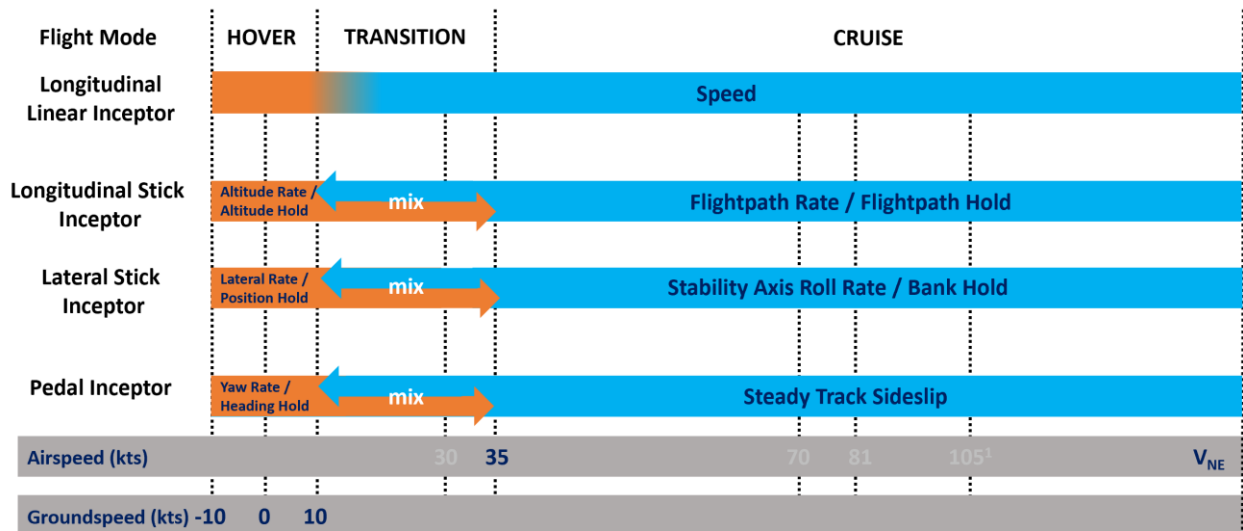 Flight Mode HOVER TRANSITION CRUISE
Longitudinal
Linear Inceptor
Speed
Longitudinal Stick
Inceptor
Altitude Rate /
Altitude Hold
mix
Flightpath Rate / Flightpath Hold
Lateral Stick
Inceptor
Lateral Rate /
Position Hold
mix
Stability Axis Roll Rate / Bank Hold
Pedal Inceptor
Yaw Rate /
Heading Hold
mix
Steady Track Sideslip
Airspeed (kts) 30 35 70 81 105¹ V_NE
Groundspeed (kts) -10 0 10